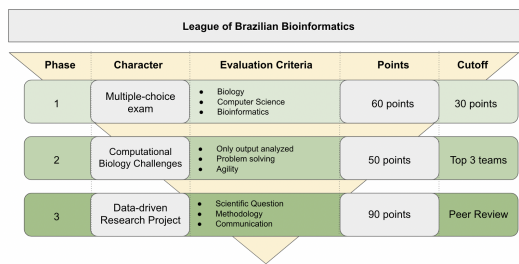 League of Brazilian Bioinformatics
Phase Character Evaluation Criteria Points Cutoff
1
Multiple-choice
exam
● Biology
● Computer Science
● Bioinformatics
60 points
30 points
2
Computational
Biology Challenges
● Only output analyzed
● Problem solving
● Agility
50 points
Top 3 teams
3
Data-driven
Research Project
● Scientific Question
● Methodology
● Communication
90 points
Peer Review